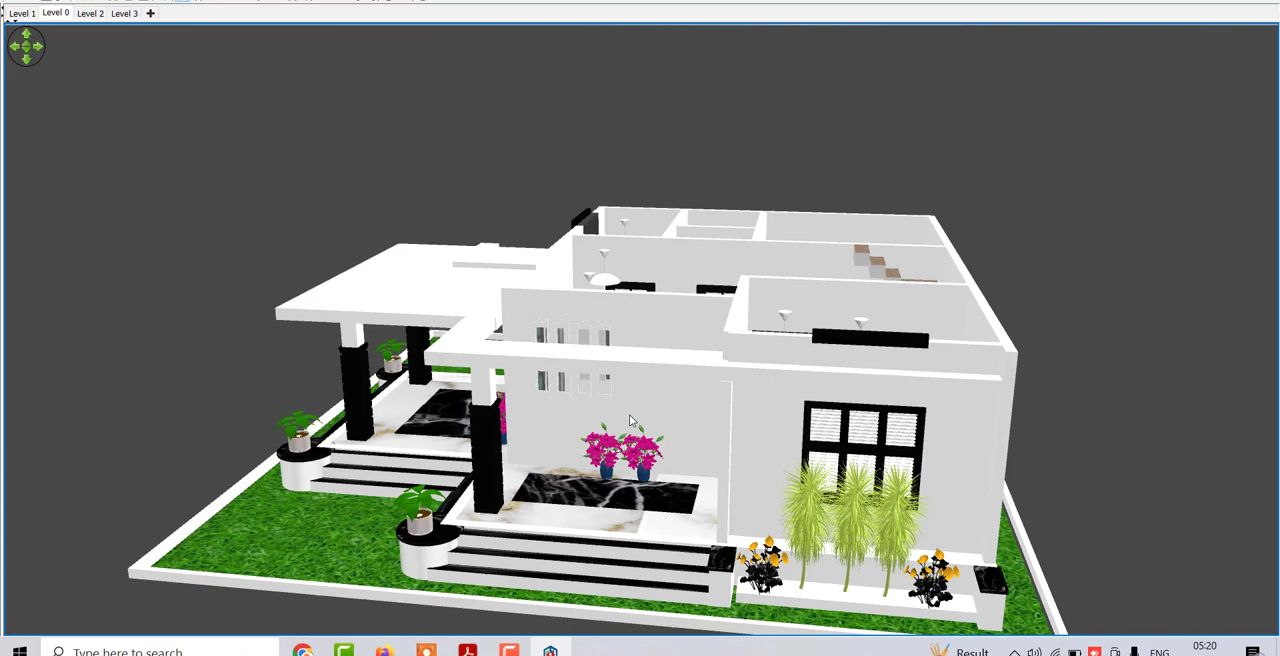 Level 1 Level 0 Level 2 Level 3
Type here to search
Result
ENG
05:20